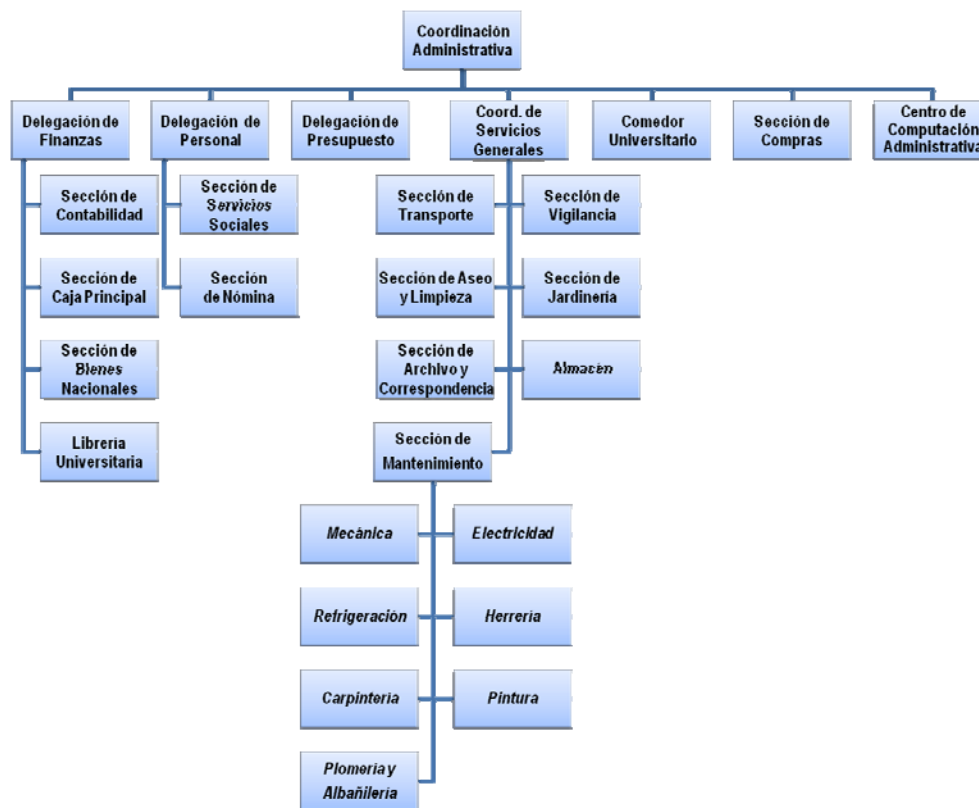 Coordinación
Administrativa
Delegación de
Finanzas
Delegación de
Personal
Delegación de
Presupuesto
Coord. de
Servicios
Generales
Comedor
Universitario
Sección de
Compras
Centro de
Computación
Administrativa
Sección de
Contabilidad
Sección de
Servicios
Sociales
Sección de
Transporte
Sección de
Vigilancia
Sección de
Caja Principal
Sección
de Nómina
Sección de Aseo
y Limpieza
Sección de
Jardinería
Sección de
Bienes
Nacionales
Sección de
Archivo y
Correspondencia
Almacén
Librería
Universitaria
Sección de
Mantenimiento
Mecánica
Electricidad
Refrigeración
Herrería
Carpintería
Pintura
Plomería y
Albañilería